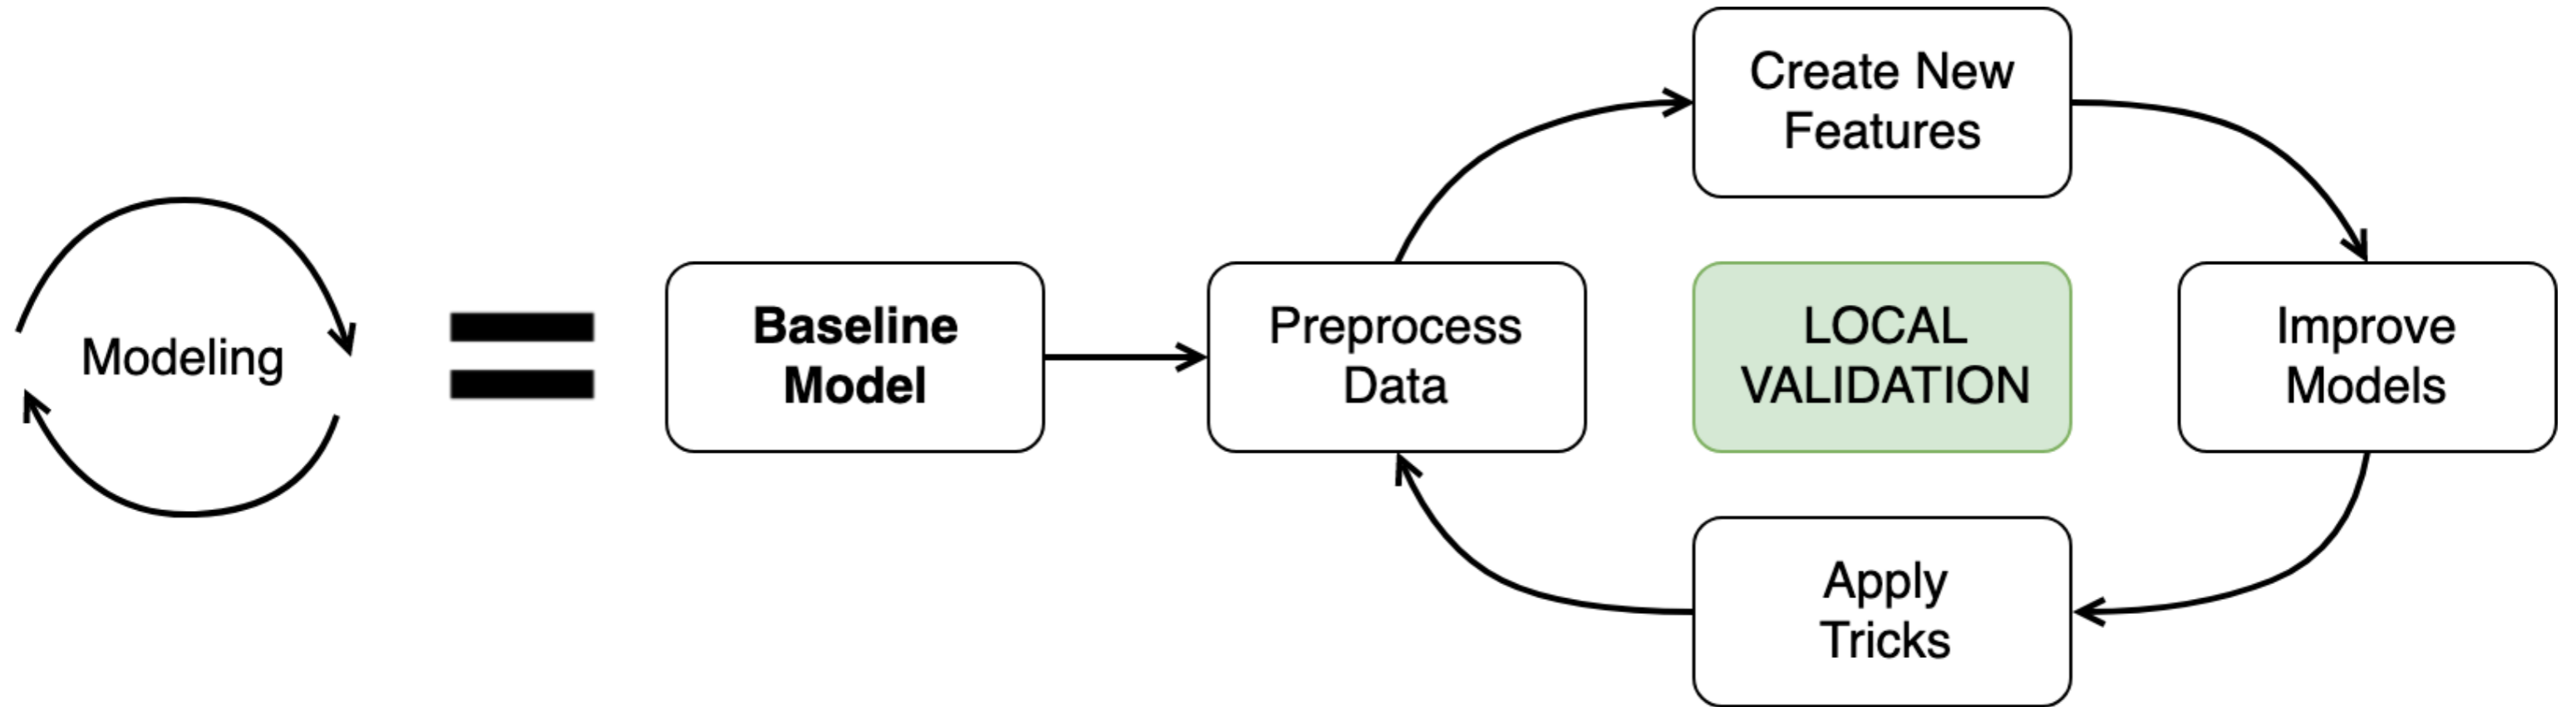 Modeling
Baseline
Model
Preprocess
Data
Create New
Features
LOCAL
VALIDATION
Improve
Models
Apply
Tricks